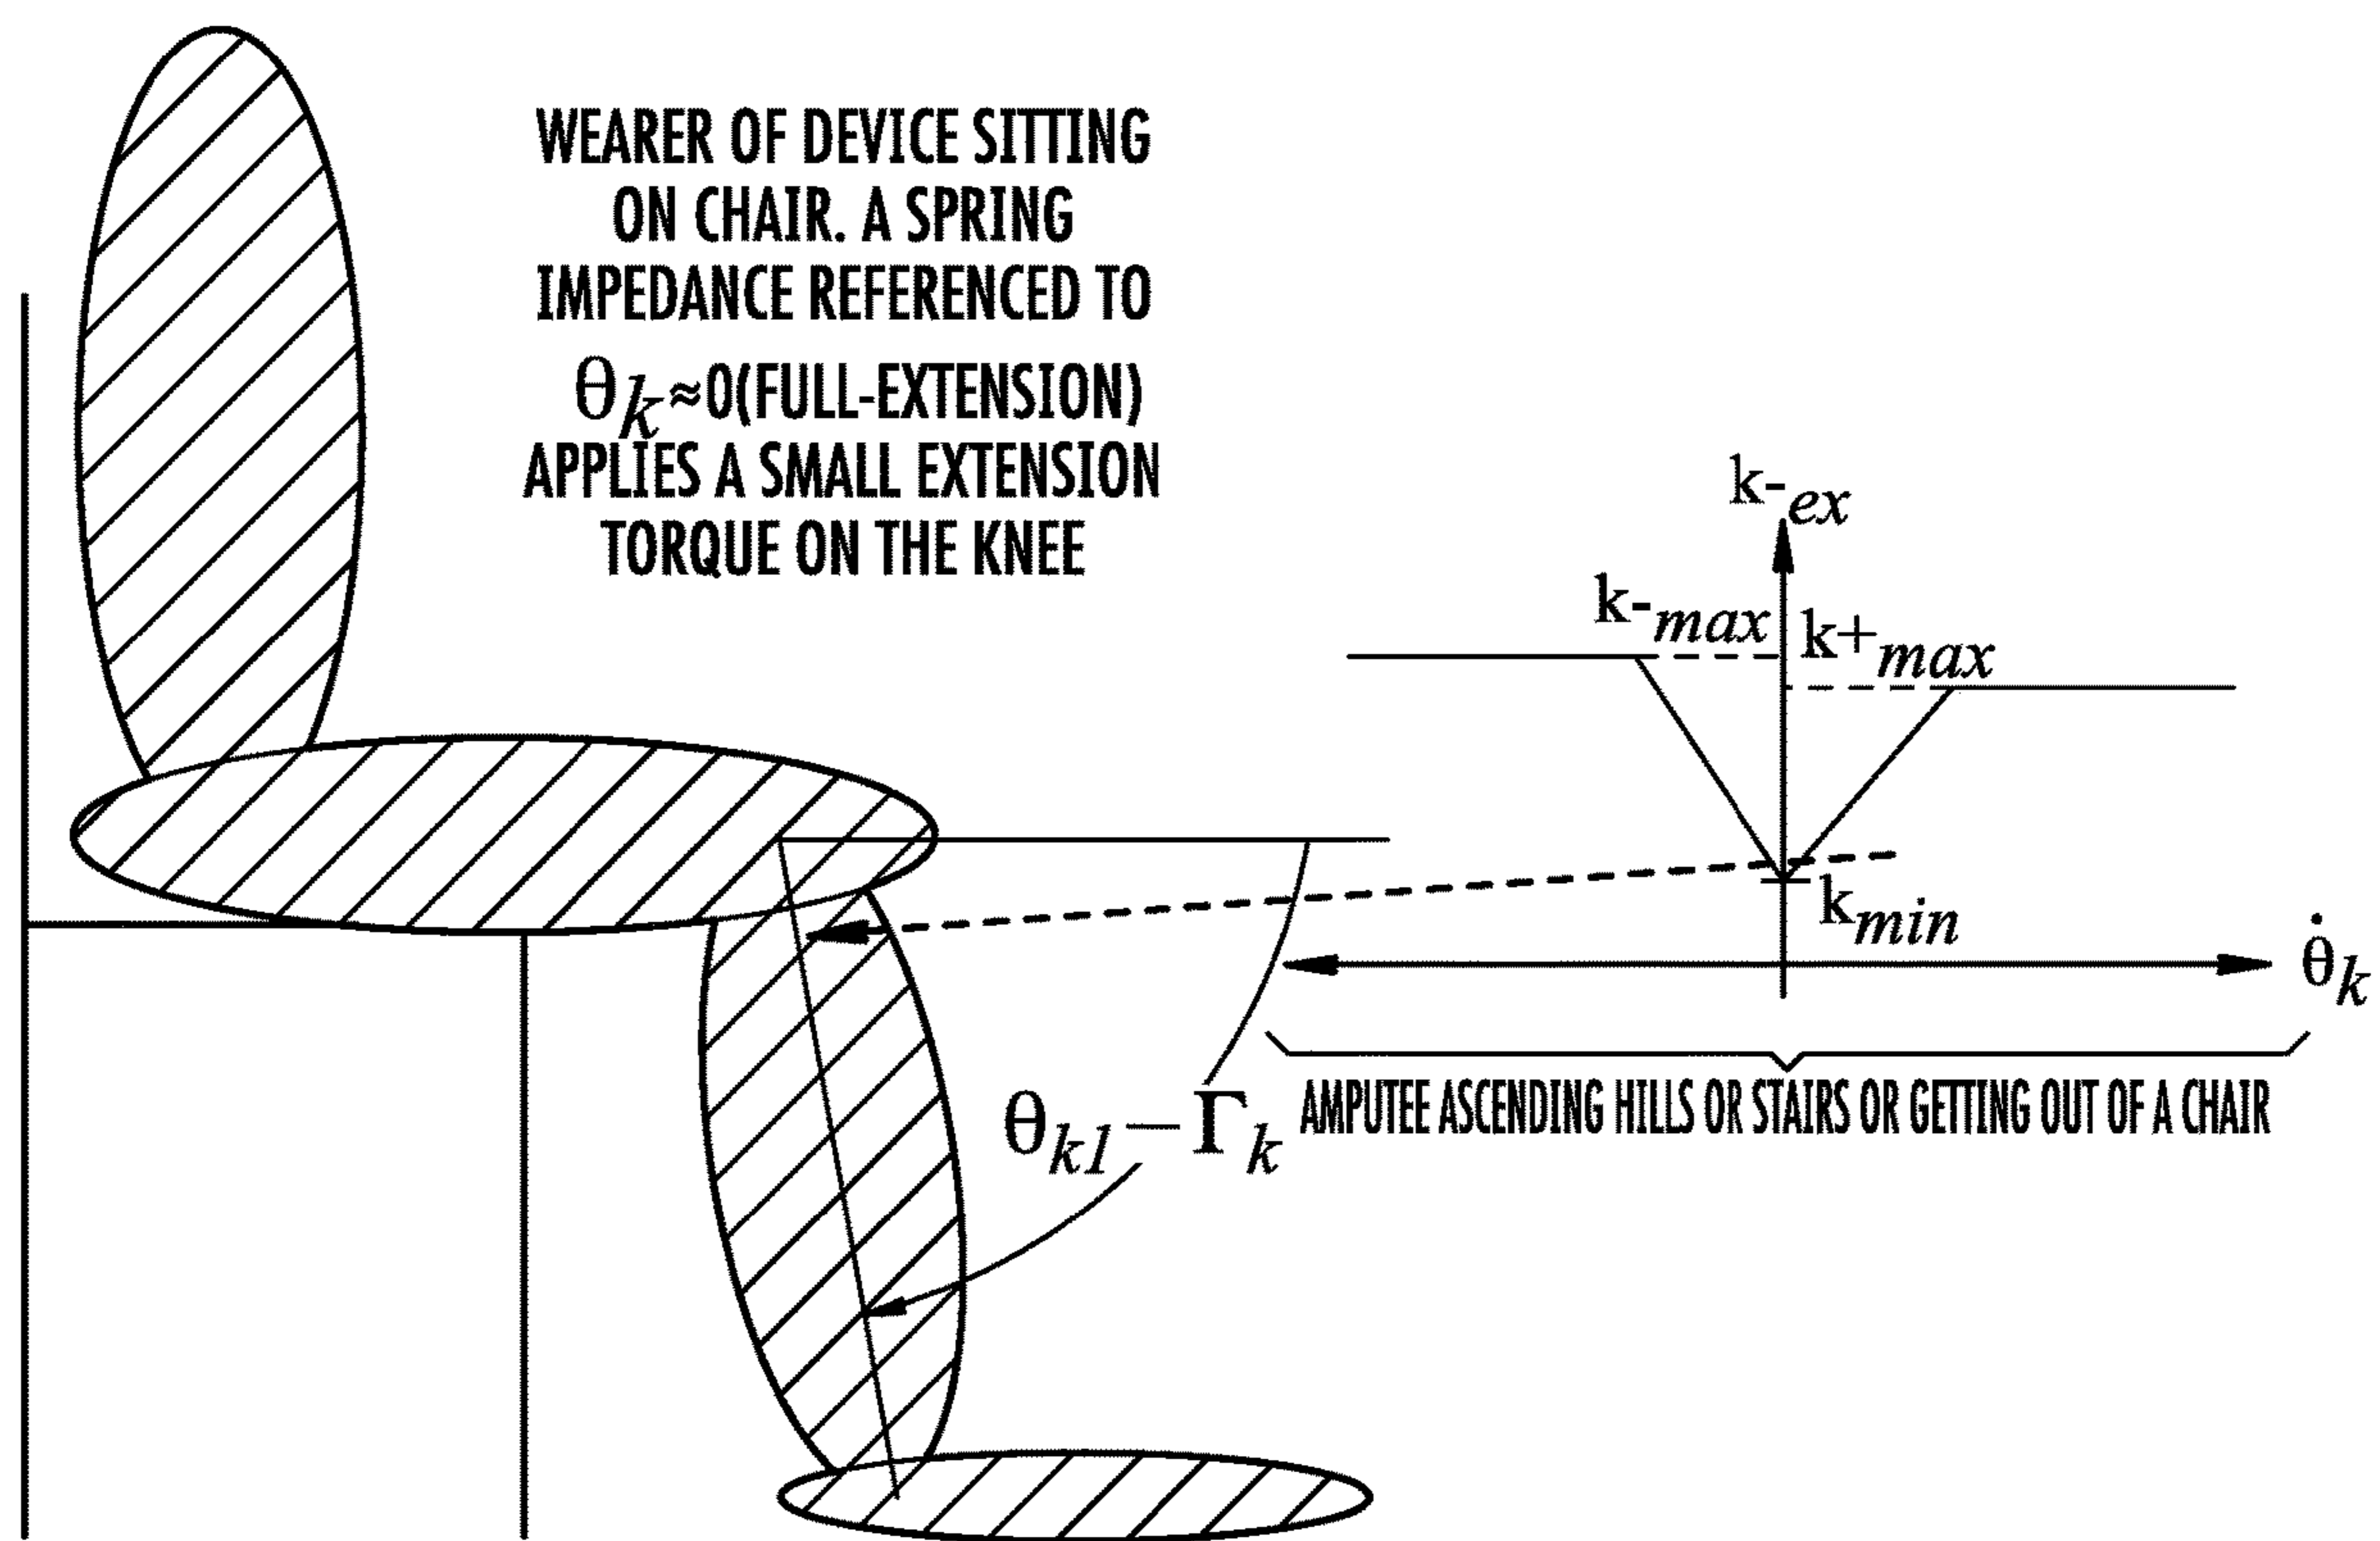 WEARER OF DEVICE SITTING
ON CHAIR. A SPRING
IMPEDANCE REFERENCED TO
θk≈0(FULL-EXTENSION)
APPLIES A SMALL EXTENSION
TORQUE ON THE KNEE
k-ex
k-max
k+max
kmin
θ̇k
θk1−Γk
AMPUTEE ASCENDING HILLS OR STAIRS OR GETTING OUT OF A CHAIR